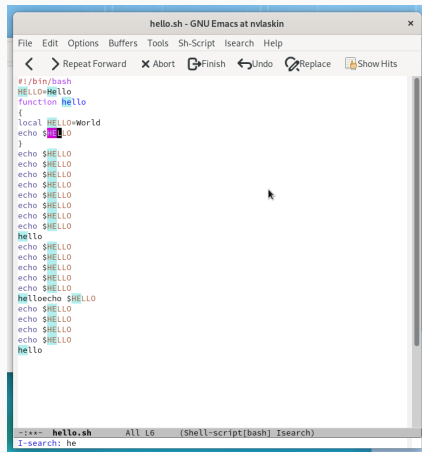 hello.sh - GNU Emacs at nvlaskin ×
File Edit Options Buffers Tools Sh-Script Isearch Help
Repeat Forward Abort Finish Undo Replace Show Hits
#!/bin/bash
HELLO=Hello
function hello
{
local HELLO=World
echo $HELLO
}
echo $HELLO
echo $HELLO
echo $HELLO
echo $HELLO
echo $HELLO
echo $HELLO
echo $HELLO
echo $HELLO
hello
echo $HELLO
echo $HELLO
echo $HELLO
echo $HELLO
echo $HELLO
helloecho $HELLO
echo $HELLO
echo $HELLO
echo $HELLO
echo $HELLO
hello
-:**- hello.sh All L6 (Shell-script[bash] Isearch)
I-search: he